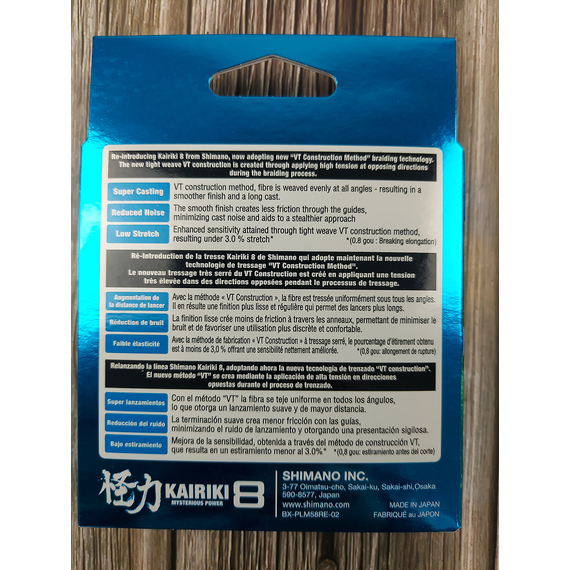 Re-introducing Kairiki 8 from Shimano, now adopting new "VT Construction Method" braiding technology.
The new tight weave VT construction is created through applying high tension at opposing directions
during the braiding process.
Super Casting
VT construction method, fibre is weaved evenly at all angles - resulting in a
smoother finish and a long cast.
Reduced Noise
The smooth finish creates less friction through the guides,
minimizing cast noise and aids to a stealthier approach
Low Stretch
Enhanced sensitivity attained through tight weave VT construction method,
resulting under 3.0 % stretch* *(0.8 gou : Breaking elongation)
Ré-Introduction de la tresse Kairiki 8 de Shimano qui adopte maintenant la nouvelle
technologie de tressage "VT Construction Method".
Le nouveau tressage très serré du VT Construction est créé en appliquant une tension
très élevée dans des directions opposées pendant le processus de tressage.
Augmentation de
la distance de lancer
Avec la méthode « VT Construction », la fibre est tressée uniformément sous tous les angles.
Il en résulte une finition plus lisse et régulière qui permet des lancers plus longs.
Réduction de bruit
La finition lisse crée moins de friction à travers les anneaux, permettant de minimiser le
bruit et de favoriser une utilisation plus discrète et confortable.
Faible élasticité
Avec la méthode de fabrication « VT Construction » à tressage serré, le pourcentage d'étirement obtenu
est à moins de 3,0 % offrant une sensibilité nettement améliorée. *(0,8 gou: allongement de rupture)
Relanzando la línea Shimano Kairiki 8, adoptando ahora la nueva tecnología de trenzado "VT construction".
El nuevo método "VT" se crea mediante la aplicación de alta tensión en direcciones
opuestas durante el proceso de trenzado.
Super lanzamientos
Con el método "VT" la fibra se teje uniforme en todos los ángulos,
lo que otorga un lanzamiento suave y de mayor distancia.
Reducción del ruido
La terminación suave crea menor fricción con las guías,
minimizando el ruido de lanzamiento y otorgando una presentación sigilosa.
Bajo estiramiento
Mejora de la sensibilidad, obtenida a través del método de construcción VT,
que resulta en un estiramiento menor al 3.0%* *(0,8 gou: estiramiento antes del corte)
怪力 KAIRIKI 8
MYSTERIOUS POWER
SHIMANO INC.
3-77 Oimatsu-cho, Sakai-ku, Sakai-shi,Osaka
590-8577, Japan
www.shimano.com
BX-PLM58RE-02
MADE IN JAPAN
FABRIQUÉ au JAPON